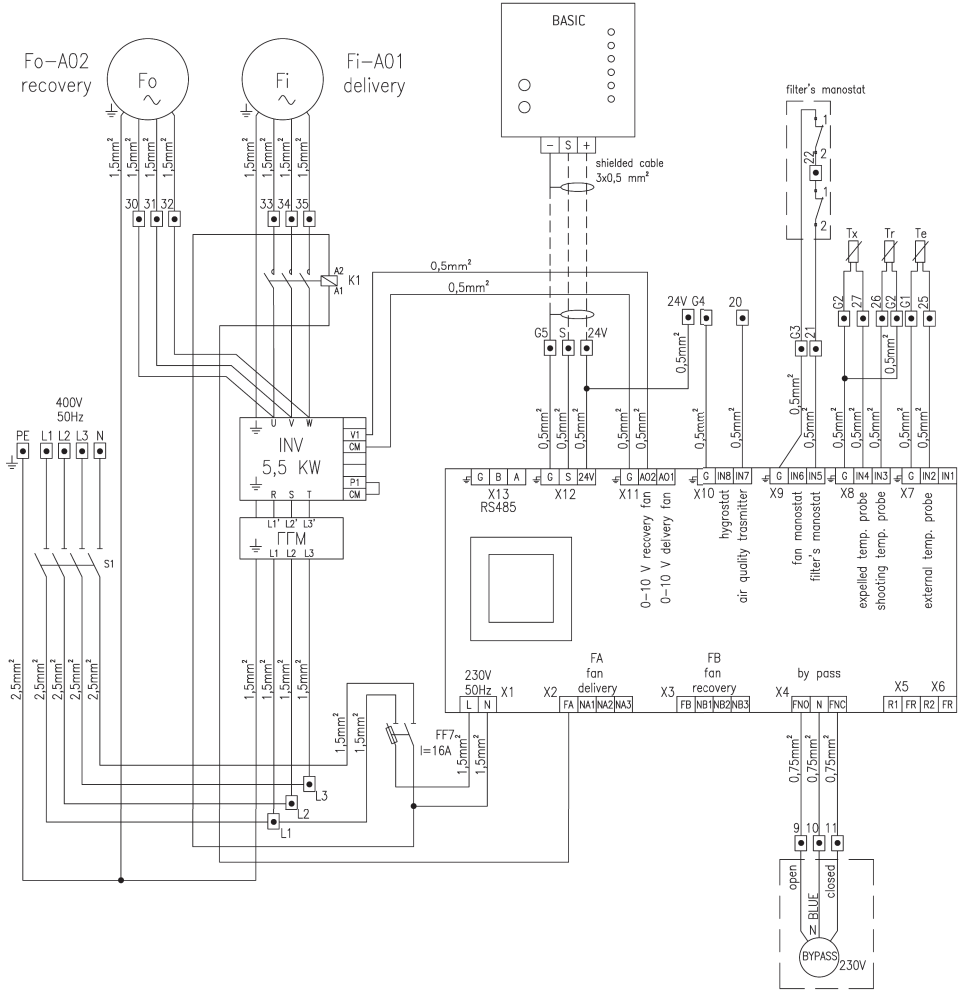 BASIC
Fo-A02
recovery
Fo
Fi
Fi-A01
delivery
filter's manostat
- S +
shielded cable
3x0,5 mm²
1,5mm² 1,5mm² 1,5mm² 1,5mm²
1,5mm² 1,5mm² 1,5mm² 1,5mm²
1
2
22
1
2
30 31 32
33 34 35
Tx Tr Te
A2
A1
K1
0,5mm²
0,5mm²
24V G4 20
G2 27 26 G2 G1 25
G5 S 24V
G3 21
0,5mm²
0,5mm²
0,5mm²
400V
50Hz
PE L1 L2 L3 N
U V W
INV
5,5 KW
V1
CM
P1
CM
R S T
0,5mm² 0,5mm² 0,5mm² 0,5mm² 0,5mm² 0,5mm² 0,5mm² 0,5mm² 0,5mm² 0,5mm² 0,5mm² 0,5mm² 0,5mm²
G B A
G S 24V
G A02 A01
G IN8 IN7
G IN6 IN5
G IN4 IN3
G IN2 IN1
X13
RS485
X12
X11
X10
X9
X8
X7
L1' L2' L3'
ГГМ
L1 L2 L3
S1
0-10 V recovery fan
0-10 V delvery fan
hygrostat
air quality trasmitter
fan manostat
filter's manostat
expelled temp. probe
shooting temp. probe
external temp. probe
2,5mm² 2,5mm² 2,5mm² 2,5mm² 2,5mm²
1,5mm² 1,5mm² 1,5mm² 1,5mm²
230V
50Hz
X1
X2
FA
fan
delivery
X3
FB
fan
recovery
X4
by pass
X5 X6
L N
FA NA1 NA2 NA3
FB NB1 NB2 NB3
FNO N FNC
R1 FR R2 FR
1,5mm² 1,5mm²
FF7
I=16A
1,5mm² 1,5mm²
0,75mm² 0,75mm² 0,75mm²
L3
L2
L1
9 10 11
open
N BLUE
closed
BYPASS
230V